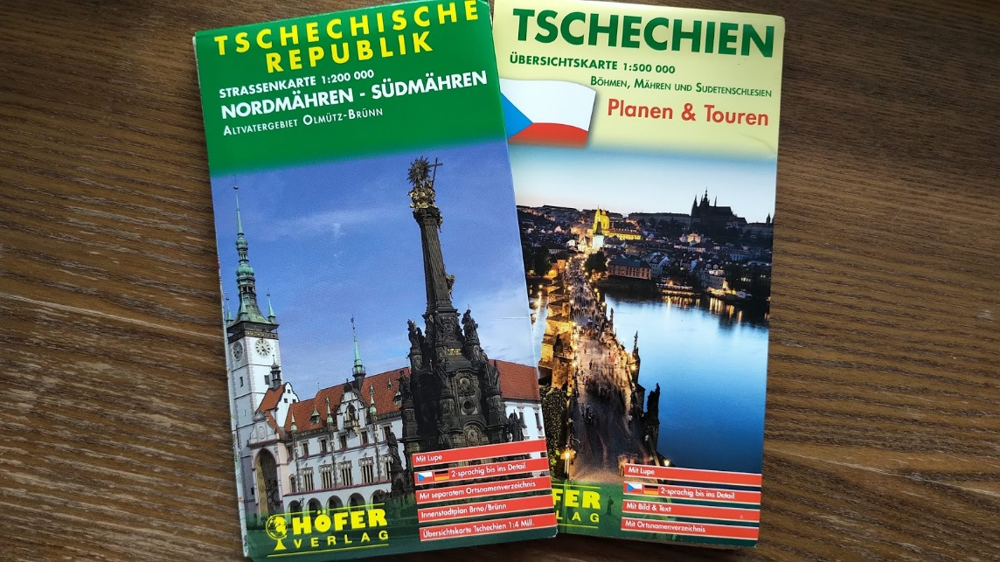 TSCHECHISCHE
REPUBLIK
STRASSENKARTE 1:200 000
NORDMÄHREN - SÜDMÄHREN
ALTVATERGEBIET OLMÜTZ-BRÜNN
Mit Lupe
2-sprachig bis ins Detail
Mit separatem Ortsnamenverzeichnis
Innenstadtplan Brno/Brünn
Übersichtskarte Tschechien 1:4 Mill.
HÖFER
VERLAG
TSCHECHIEN
ÜBERSICHTSKARTE 1:500 000
BÖHMEN, MÄHREN UND SUDETENSCHLESIEN
Planen & Touren
Mit Lupe
2-sprachig bis ins Detail
Mit Bild & Text
Mit Ortsnamenverzeichnis
FER
LAG